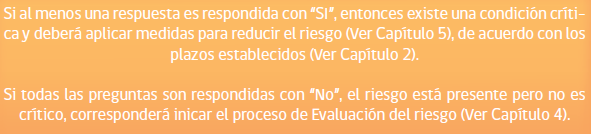 Si al menos una respuesta es respondida con “SI”, entonces existe una condición críti-
ca y deberá aplicar medidas para reducir el riesgo (Ver Capítulo 5), de acuerdo con los
plazos establecidos (Ver Capítulo 2).
Si todas las preguntas son respondidas con “No”, el riesgo está presente pero no es
crítico, corresponderá inicar el proceso de Evaluación del riesgo (Ver Capítulo 4).